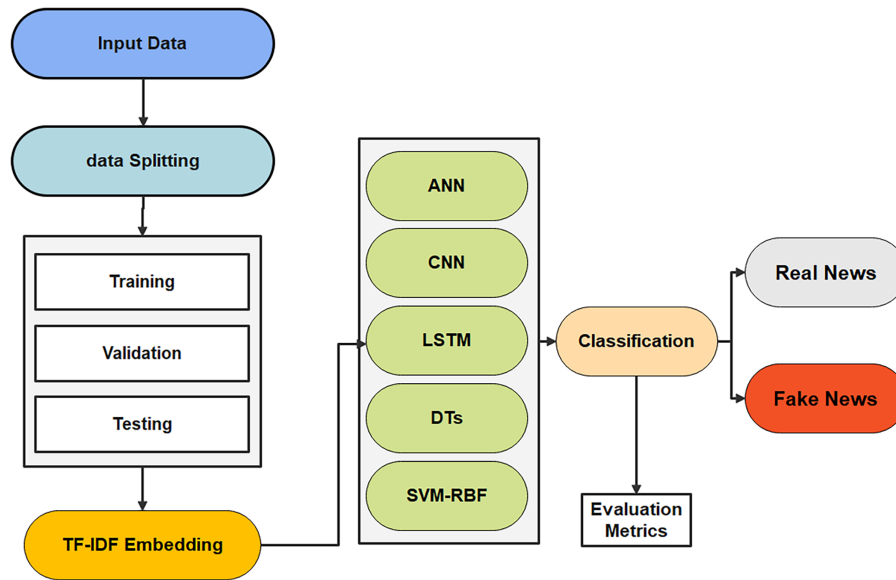 Input Data
data Splitting
Training
Validation
Testing
TF-IDF Embedding
ANN
CNN
LSTM
DTs
SVM-RBF
Classification
Evaluation
Metrics
Real News
Fake News